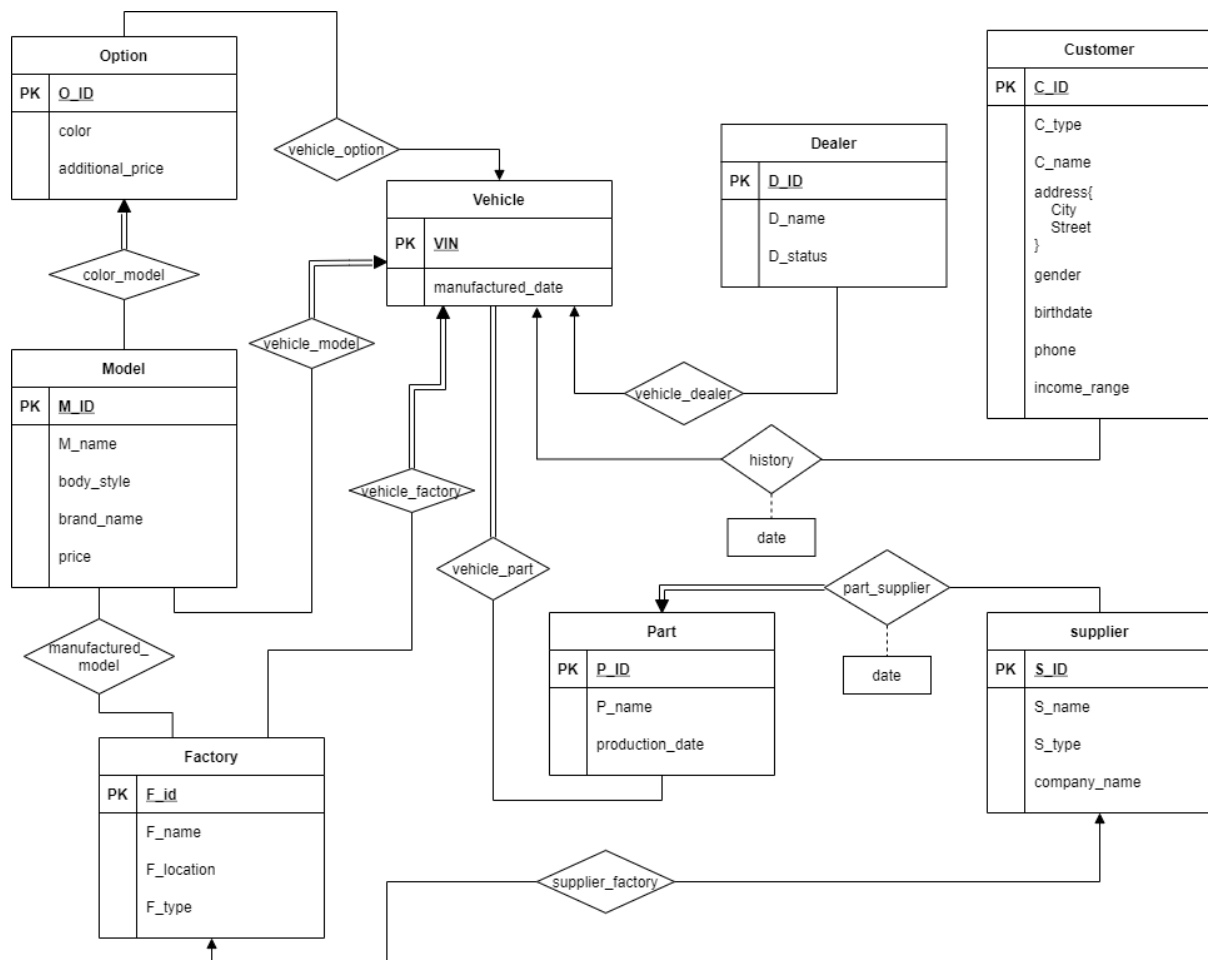 Option
PK O_ID
color
additional_price
vehicle_option
color_model
Vehicle
PK VIN
manufactured_date
vehicle_model
Dealer
PK D_ID
D_name
D_status
vehicle_dealer
Customer
PK C_ID
C_type
C_name
address{
City
Street
}
gender
birthdate
phone
income_range
Model
PK M_ID
M_name
body_style
brand_name
price
vehicle_factory
history
date
vehicle_part
manufactured_
model
part_supplier
date
Part
PK P_ID
P_name
production_date
supplier
PK S_ID
S_name
S_type
company_name
Factory
PK F_id
F_name
F_location
F_type
supplier_factory